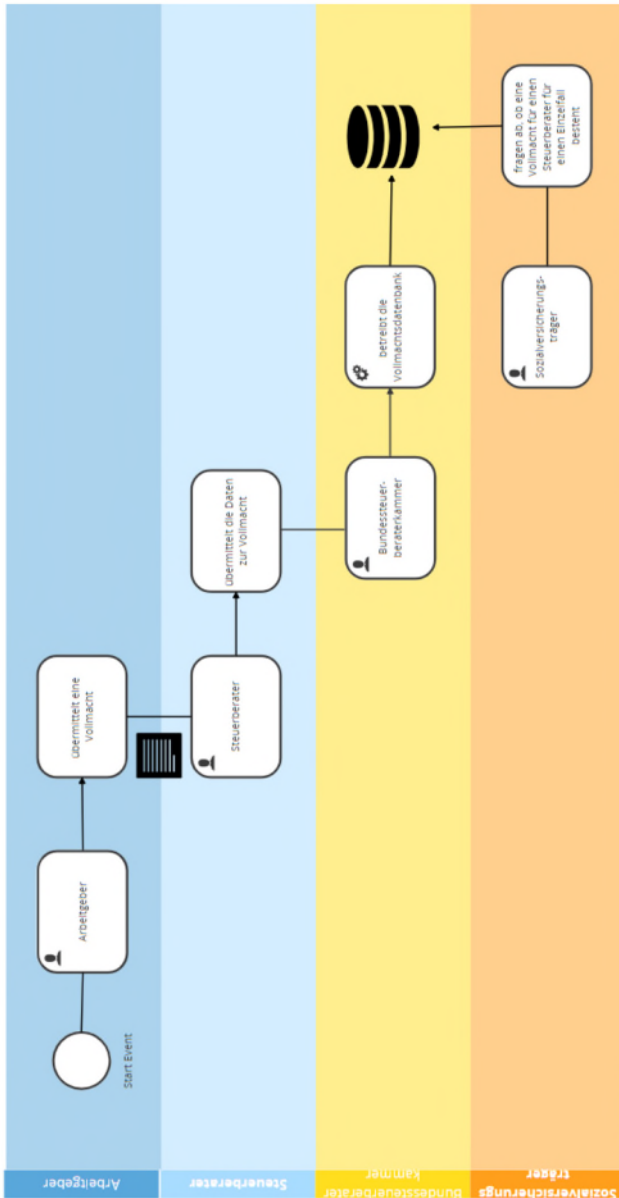 Arbeitgeber
Start Event
Arbeitgeber
übermittelt eine
Vollmacht
Steuerberater
Steuerberater
übermittelt die Daten
zur Vollmacht
Bundessteuerberater
kammer
Bundessteuer-
beraterkammer
betreibt die
Vollmachtsdatenbank
Sozialversicherungs
träger
Sozialversicherungs-
träger
fragen ab, ob eine
Vollmacht für einen
Steuerberater für
einen Einzelfall
besteht